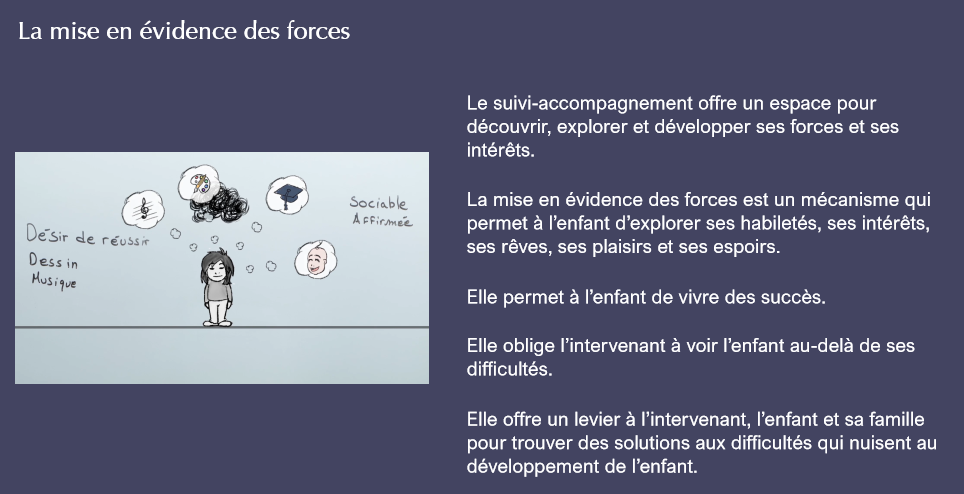 La mise en évidence des forces
Désir de réussir
Dessin
Musique
Sociable
Affirmée
Le suivi-accompagnement offre un espace pour
découvrir, explorer et développer ses forces et ses
intérêts.
La mise en évidence des forces est un mécanisme qui
permet à l’enfant d’explorer ses habiletés, ses intérêts,
ses rêves, ses plaisirs et ses espoirs.
Elle permet à l’enfant de vivre des succès.
Elle oblige l’intervenant à voir l’enfant au-delà de ses
difficultés.
Elle offre un levier à l’intervenant, l’enfant et sa famille
pour trouver des solutions aux difficultés qui nuisent au
développement de l’enfant.